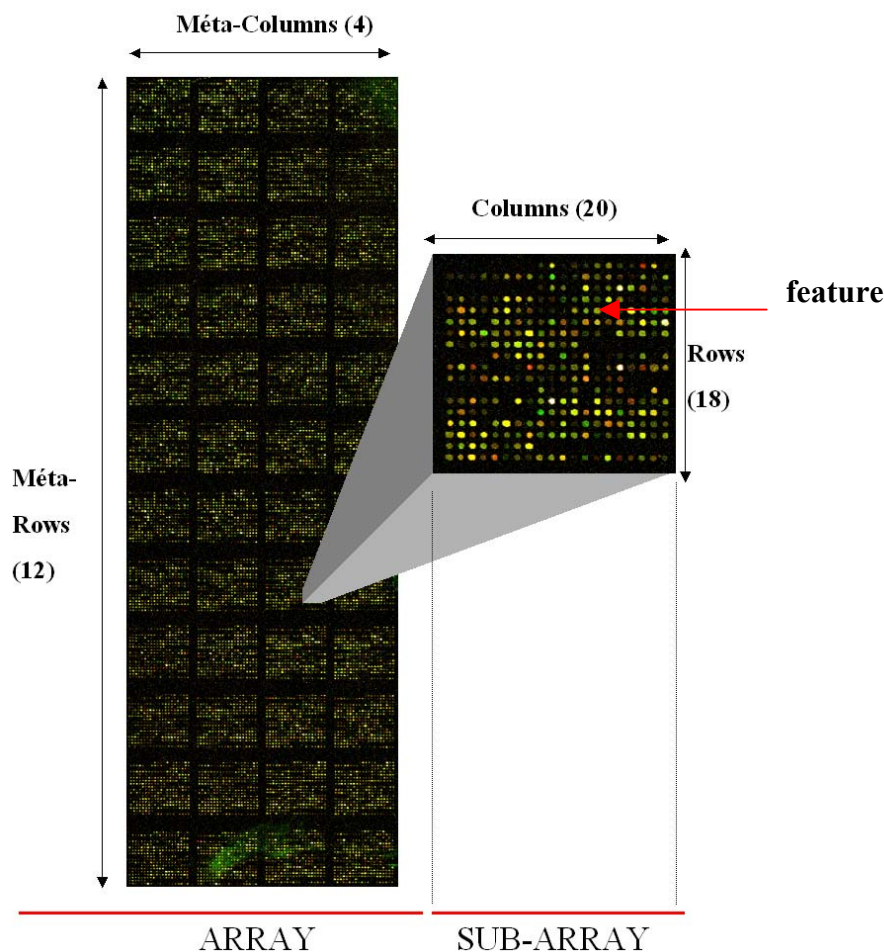 Méta-Columns (4)
Columns (20)
feature
Rows
(18)
Méta-
Rows
(12)
ARRAY
SUB-ARRAY